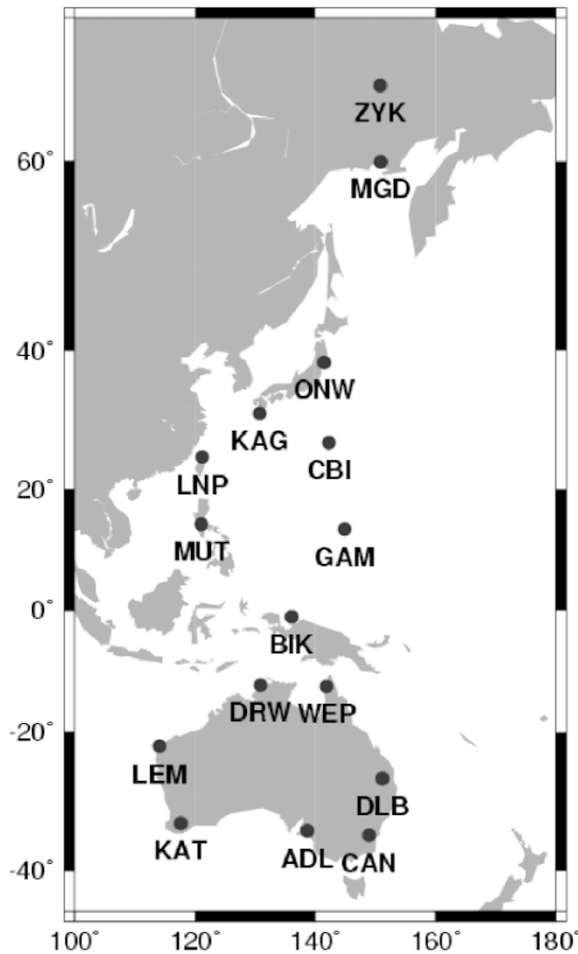 ZYK
60°
MGD
40°
ONW
KAG
CBI
LNP
20°
MUT
GAM
0°
BIK
DRW WEP
-20°
LEM
DLB
KAT
ADL CAN
-40°
100° 120° 140° 160° 180°